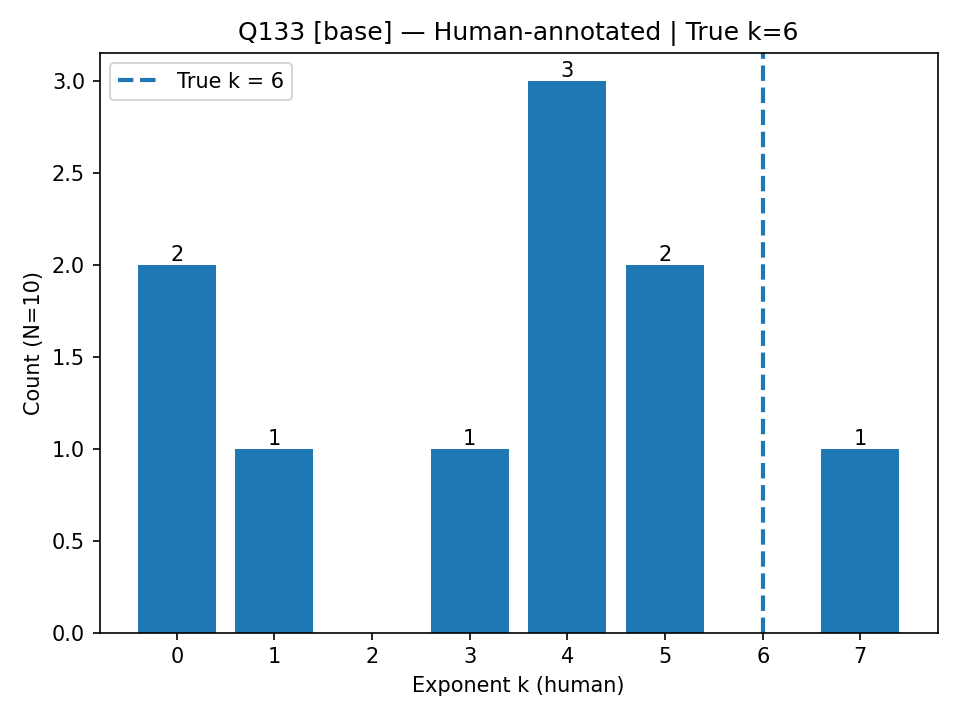 Q133 [base] — Human-annotated | True k=6
True k = 6
3.0
2.5
2.0
1.5
1.0
0.5
0.0
Count (N=10)
2
1
1
3
2
1
0 1 2 3 4 5 6 7
Exponent k (human)